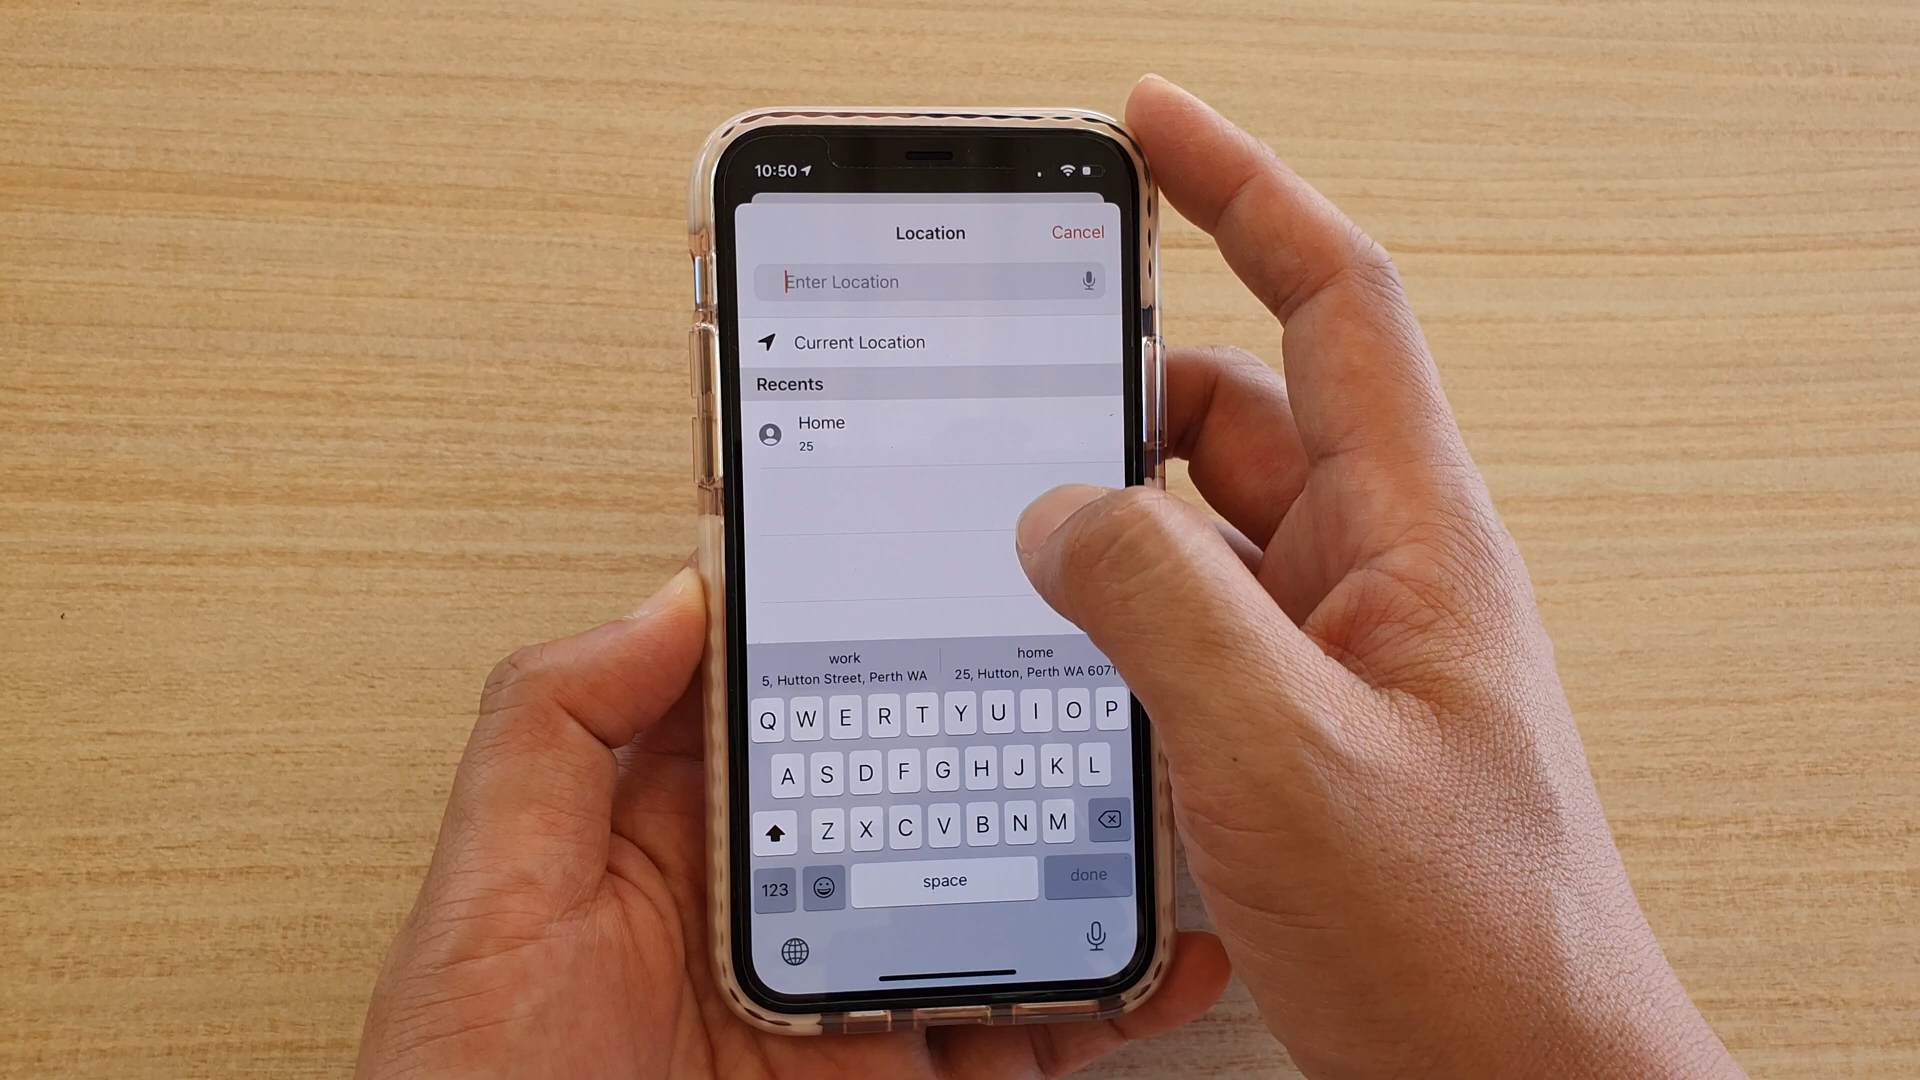 10:50
Location
Cancel
Enter Location
Current Location
Recents
Home
25
work
home
5, Hutton Street, Perth WA
25, Hutton, Perth WA 6071
Q W E R T Y U I O P
A S D F G H J K L
Z X C V B N M
123
space
done